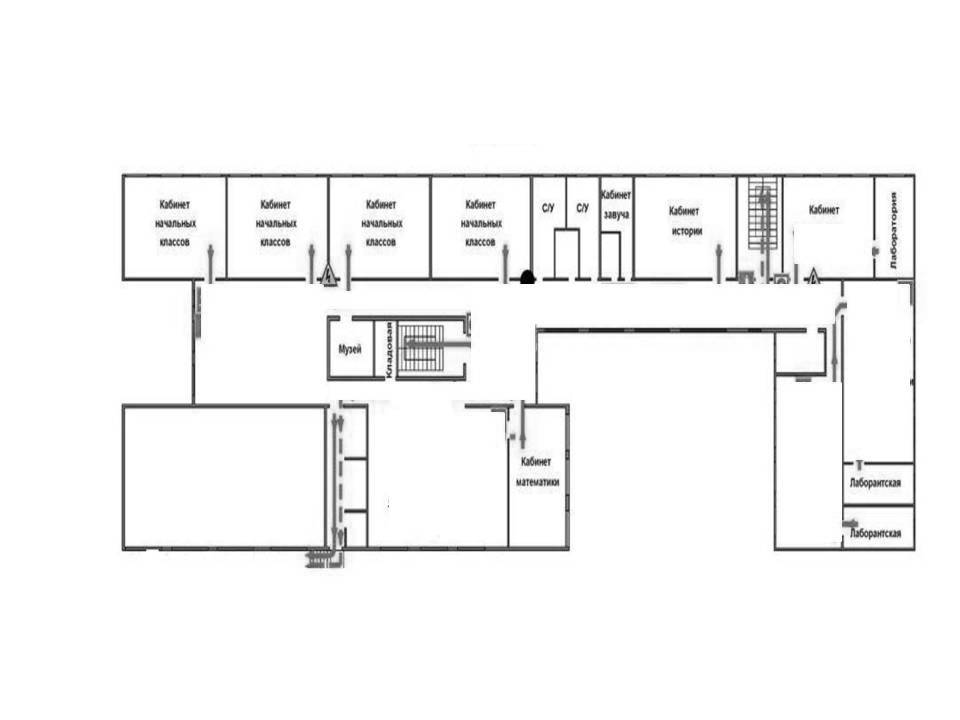 Кабинет
начальных
классов
Кабинет
начальных
классов
Кабинет
начальных
классов
Кабинет
начальных
классов
С/У
С/У
Кабинет
завуча
Кабинет
истории
Кабинет
Лаборатория
Музей
Кладовая
Кабинет
математики
Лаборантская
Лаборантская